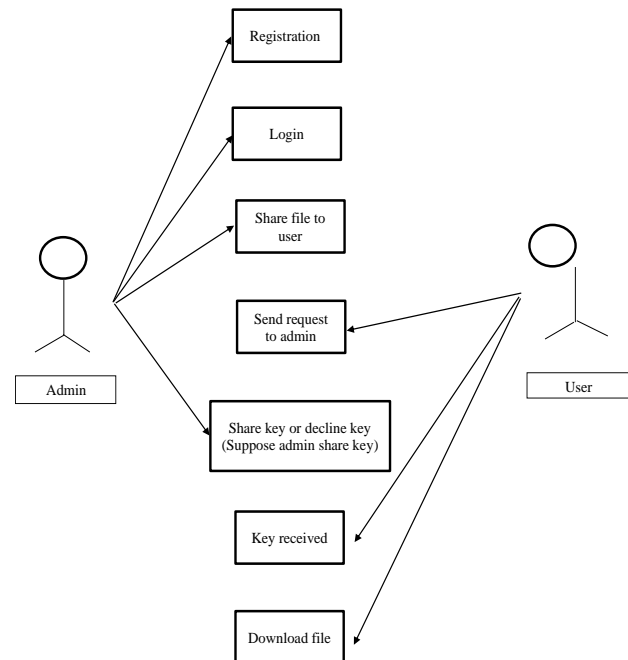 Registration
Login
Share file to
user
Send request
to admin
Admin
User
Share key or decline key
(Suppose admin share key)
Key received
Download file